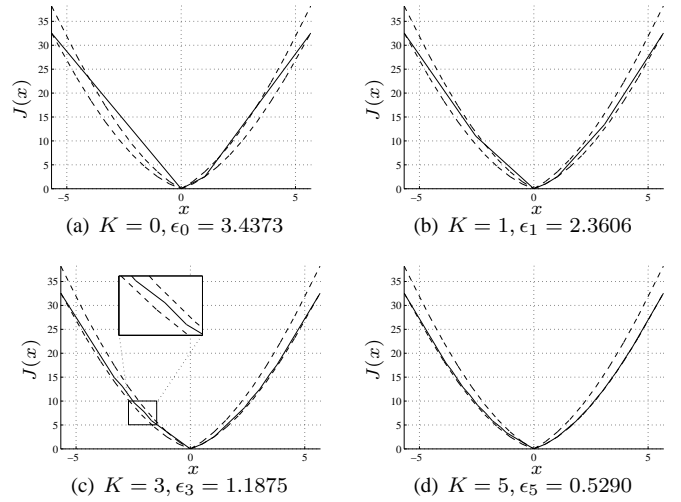 35
30
25
20
15
10
5
0
J(x)
−5 0 5
x
(a) K = 0, ϵ₀ = 3.4373
35
30
25
20
15
10
5
0
J(x)
−5 0 5
x
(b) K = 1, ϵ₁ = 2.3606
35
30
25
20
15
10
5
0
J(x)
−5 0 5
x
(c) K = 3, ϵ₃ = 1.1875
35
30
25
20
15
10
5
0
J(x)
−5 0 5
x
(d) K = 5, ϵ₅ = 0.5290